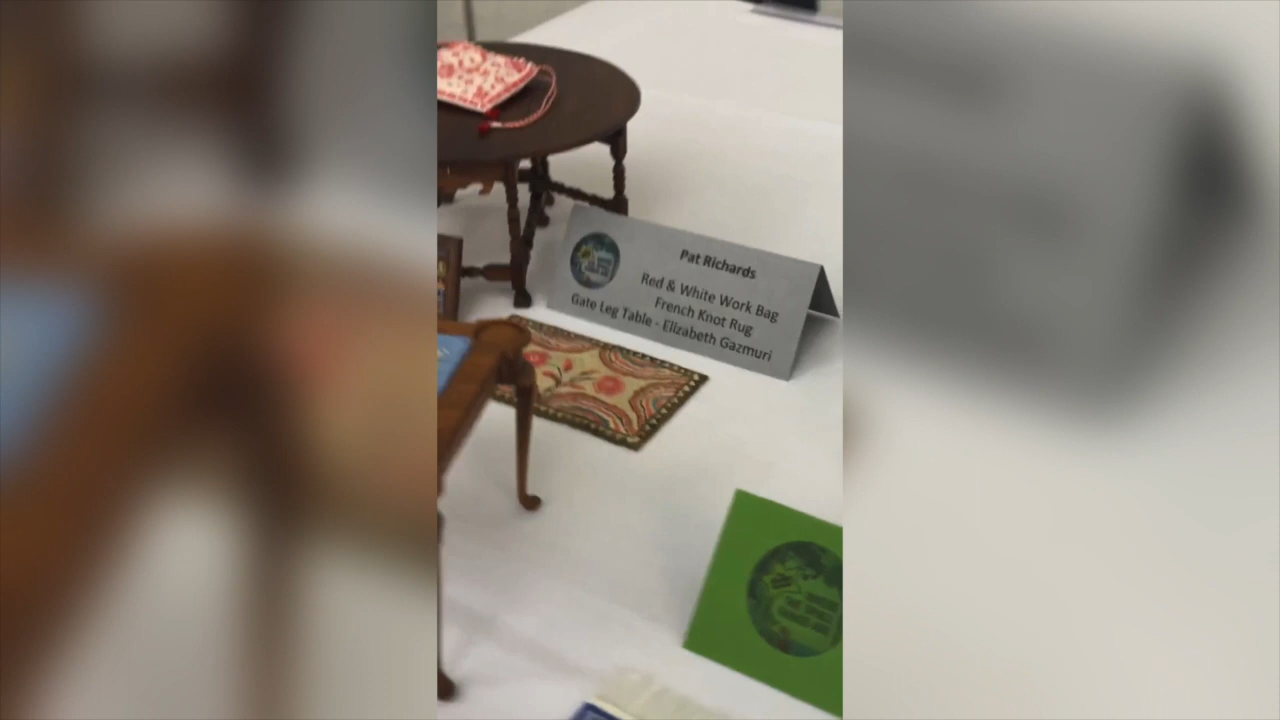 Pat Richards
Red & White Work Bag
French Knot Rug
Gate Leg Table - Elizabeth Gazmuri